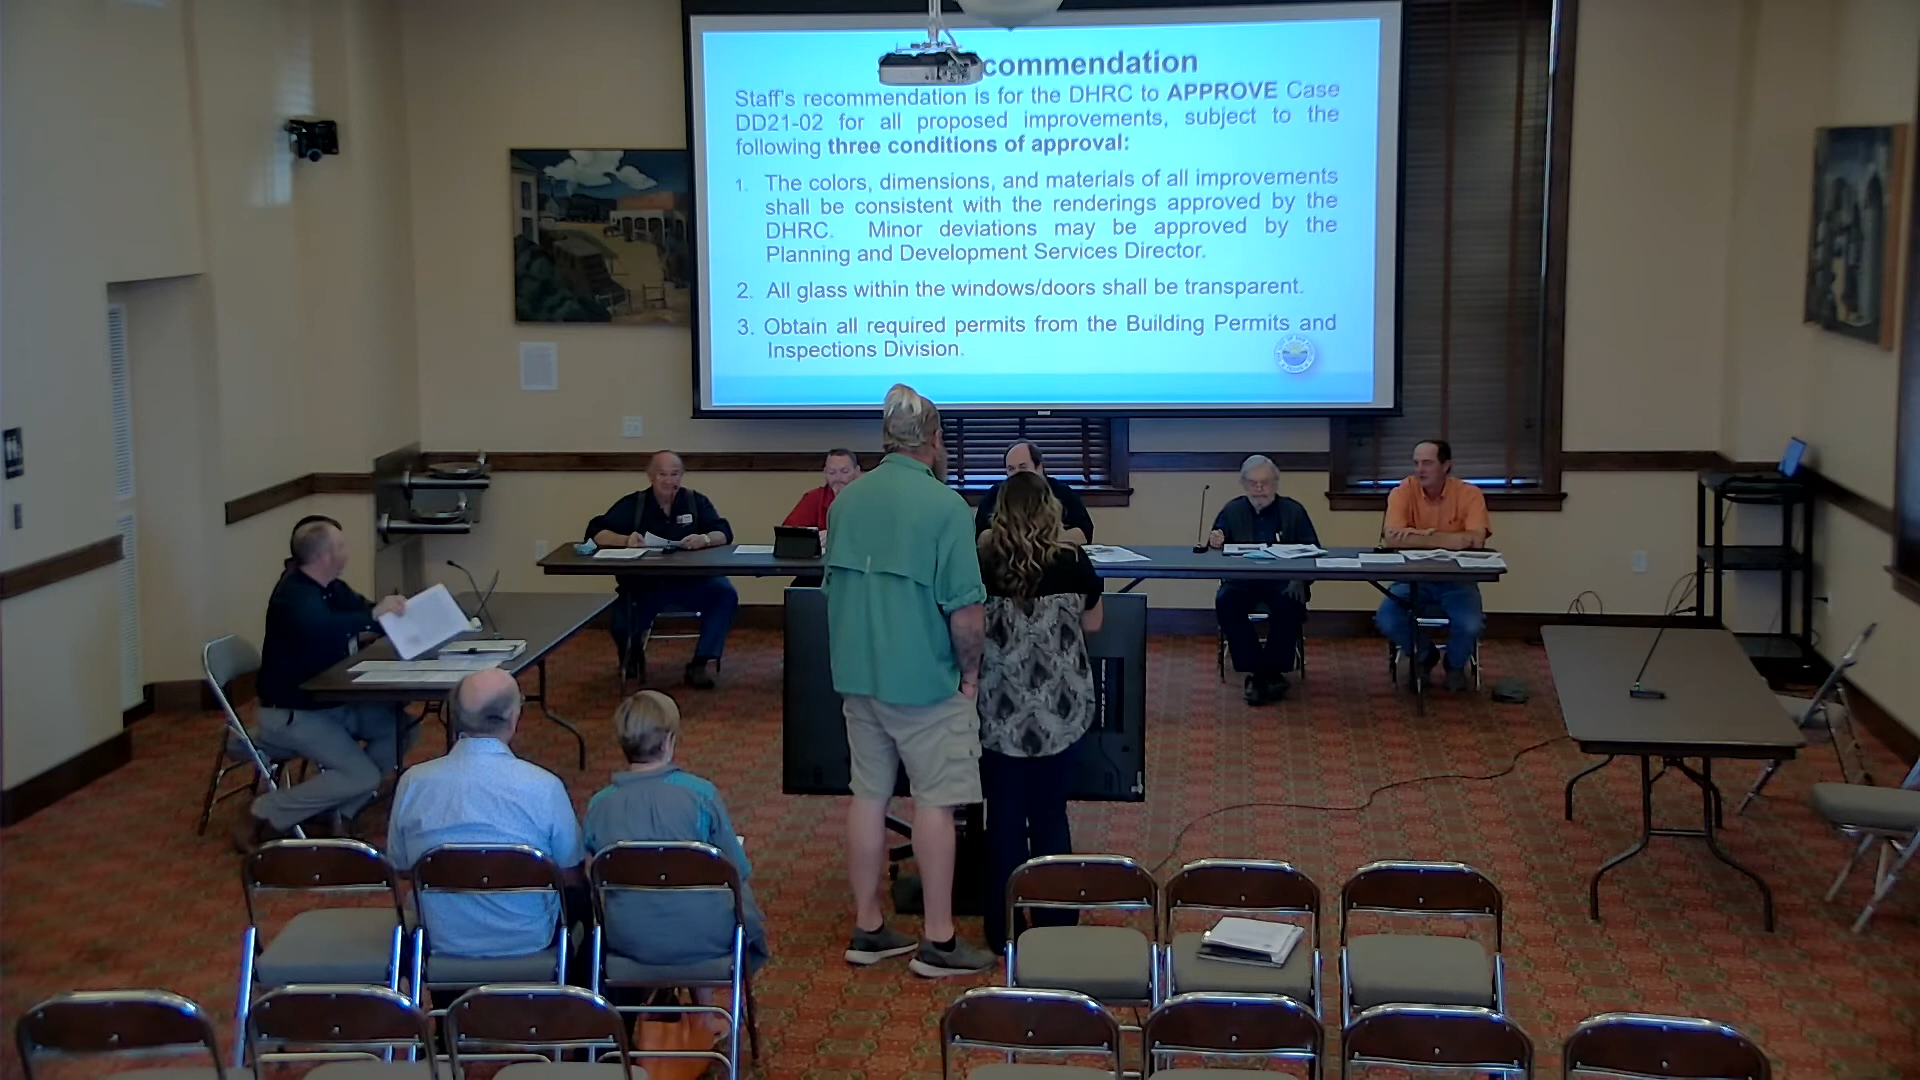 commendation
Staff's recommendation is for the DHRC to APPROVE Case
DD21-02 for all proposed improvements, subject to the
following three conditions of approval:
1. The colors, dimensions, and materials of all improvements
shall be consistent with the renderings approved by the
DHRC. Minor deviations may be approved by the
Planning and Development Services Director.
2. All glass within the windows/doors shall be transparent.
3. Obtain all required permits from the Building Permits and
Inspections Division.